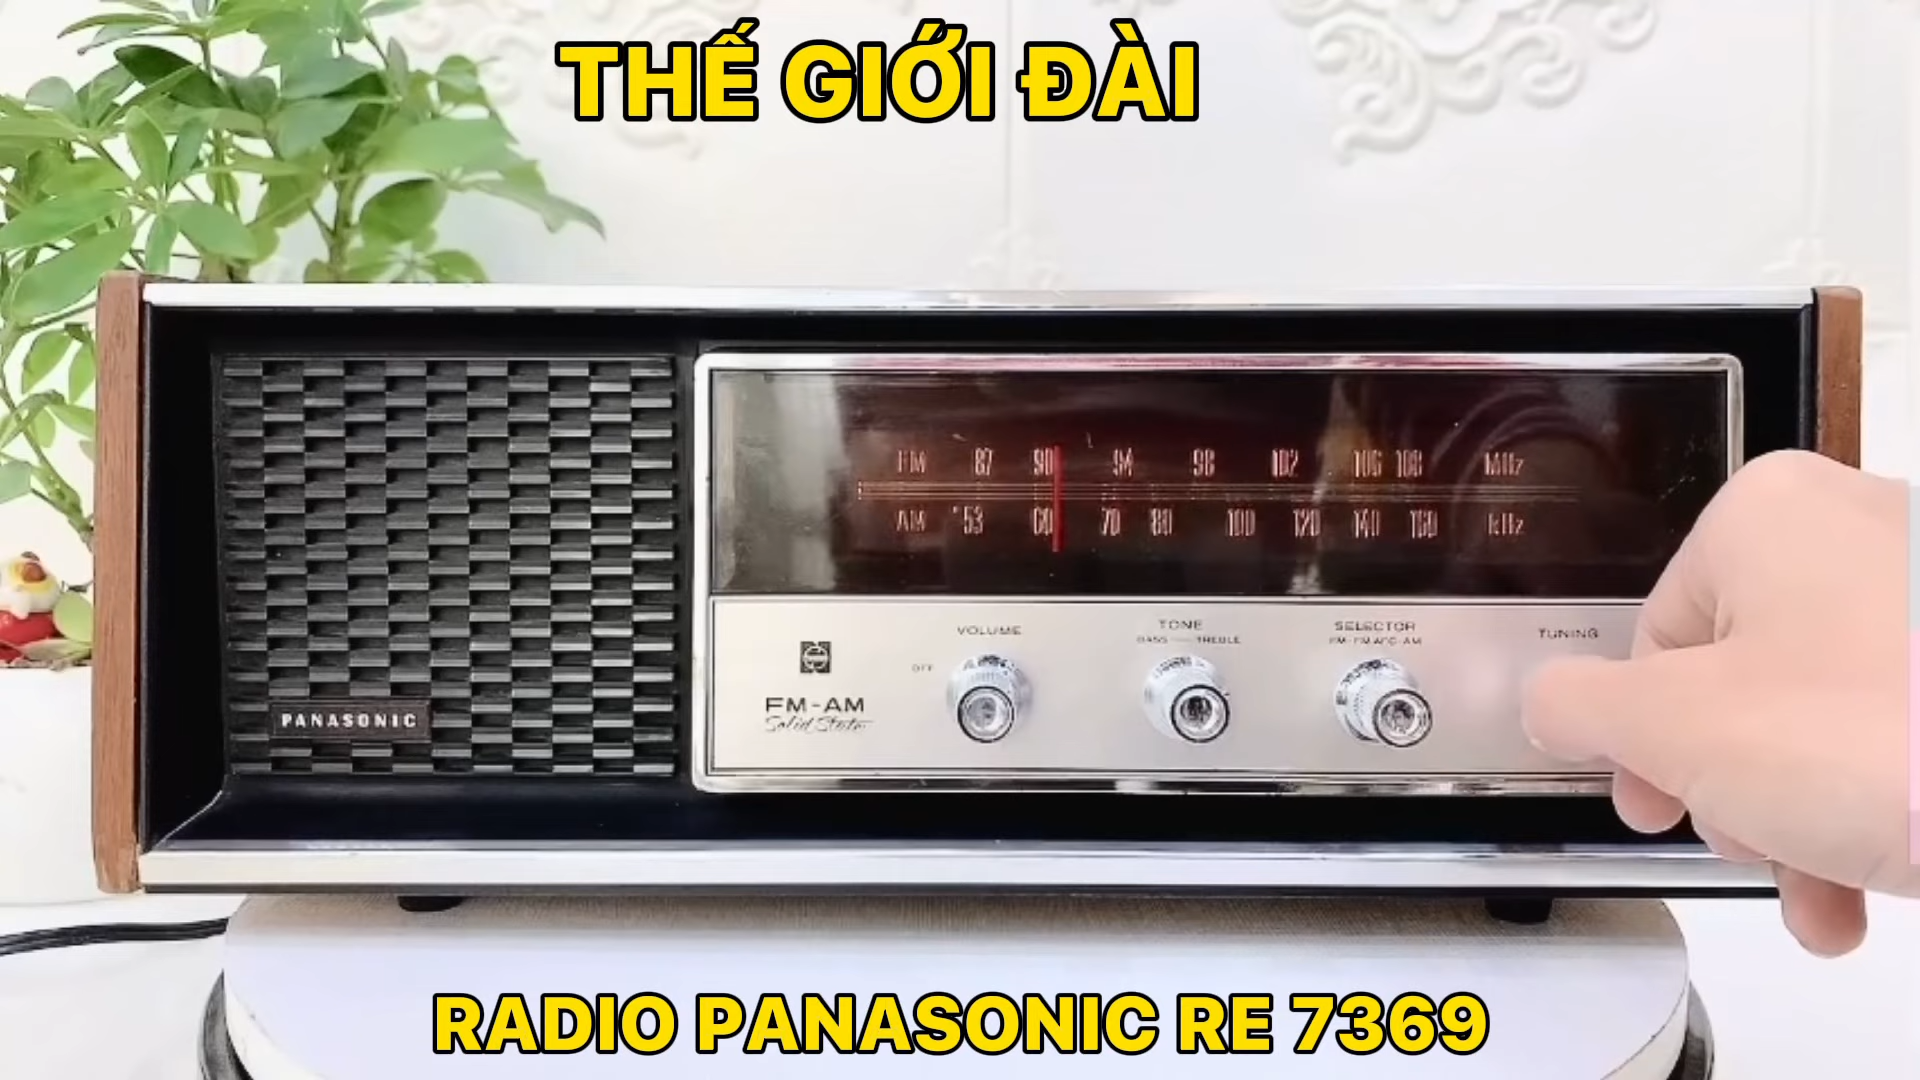 THẾ GIỚI ĐÀI
FM 87 90 94 98 102 106 108 MHz
AM 53 60 70 80 100 120 140 160 kHz
VOLUME
OFF
TONE
BASS — TREBLE
SELECTOR
FM-FM AFC-AM
TUNING
FM-AM
Solid State
PANASONIC
RADIO PANASONIC RE 7369